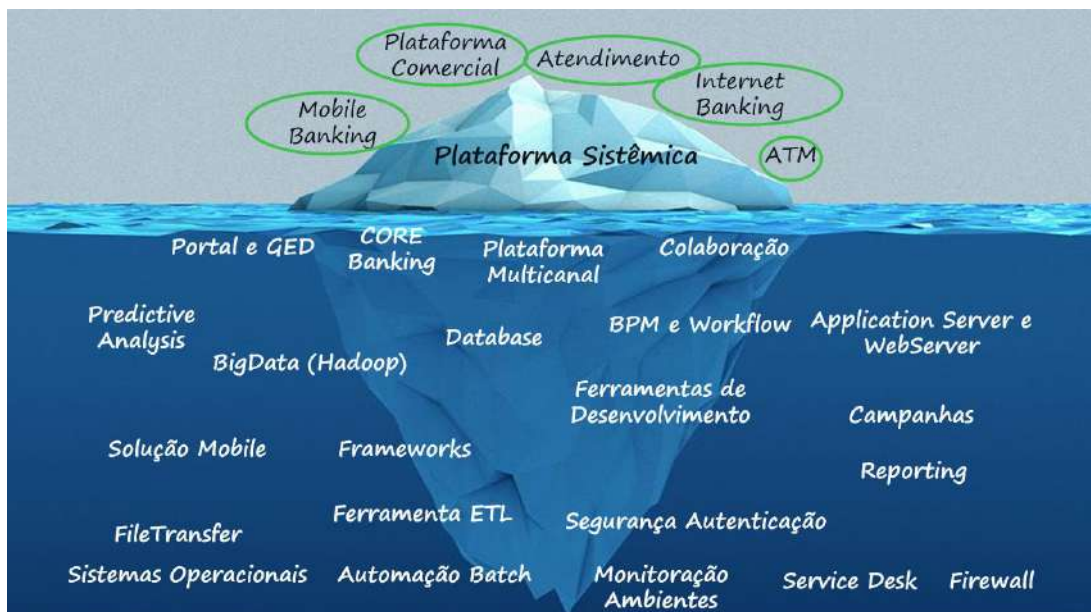 Plataforma
Comercial
Atendimento
Internet
Banking
Mobile
Banking
Plataforma Sistêmica
ATM
Portal e GED
CORE
Banking
Plataforma
Multicanal
Colaboração
Predictive
Analysis
Database
BPM e Workflow
Application Server e
WebServer
BigData (Hadoop)
Ferramentas de
Desenvolvimento
Campanhas
Solução Mobile
Frameworks
Reporting
FileTransfer
Ferramenta ETL
Segurança Autenticação
Sistemas Operacionais
Automação Batch
Monitoração
Ambientes
Service Desk
Firewall